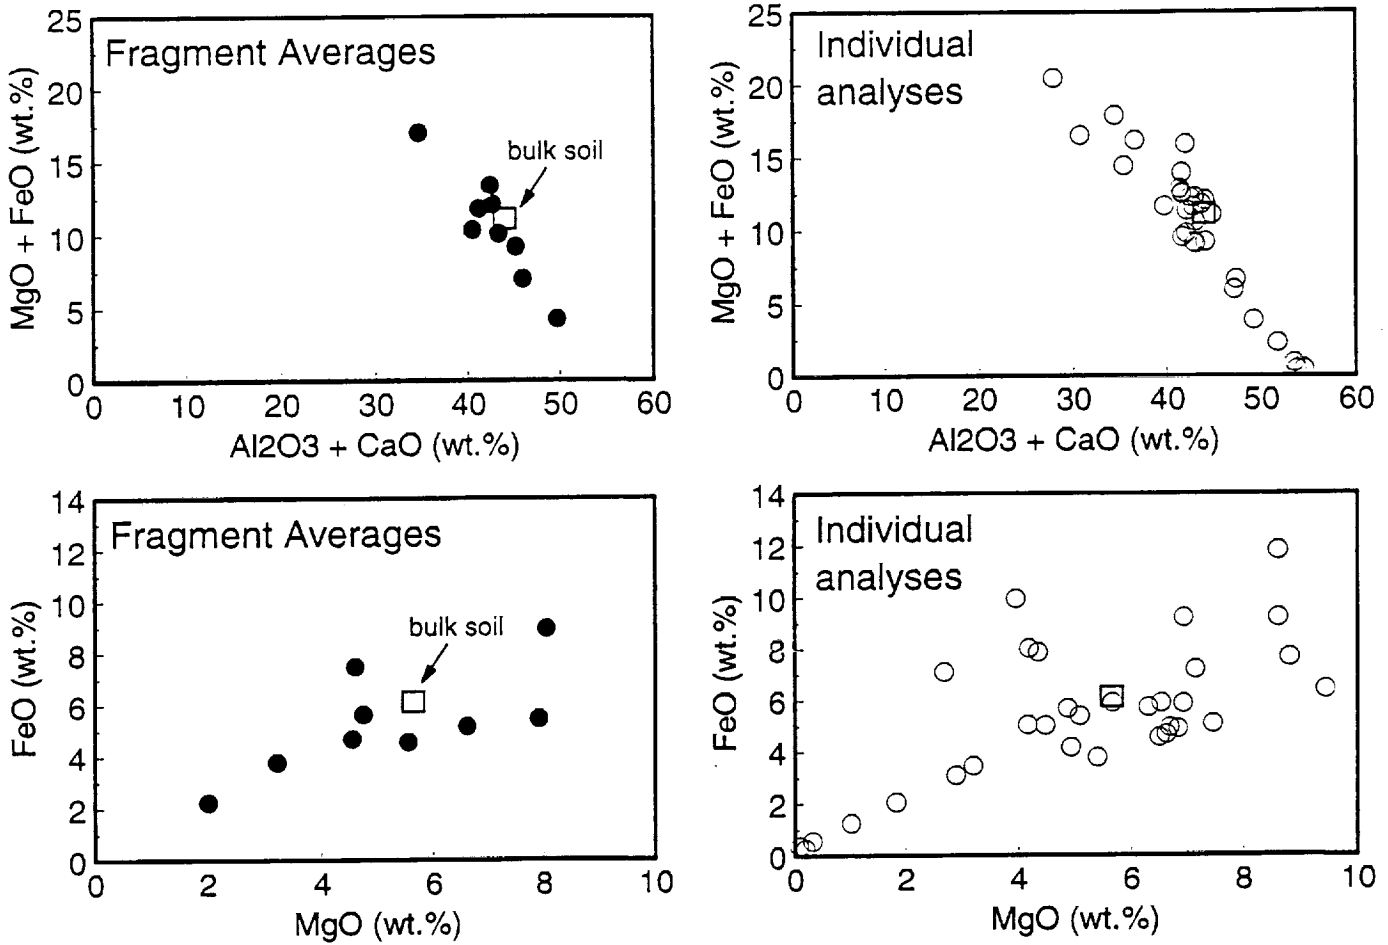 Fragment Averages
bulk soil
MgO + FeO (wt.%)
25
20
15
10
5
0
0 10 20 30 40 50 60
Al2O3 + CaO (wt.%)
Individual
analyses
MgO + FeO (wt.%)
25
20
15
10
5
0
0 10 20 30 40 50 60
Al2O3 + CaO (wt.%)
Fragment Averages
bulk soil
FeO (wt.%)
14
12
10
8
6
4
2
0
0 2 4 6 8 10
MgO (wt.%)
Individual
analyses
FeO (wt.%)
14
12
10
8
6
4
2
0
0 2 4 6 8 10
MgO (wt.%)